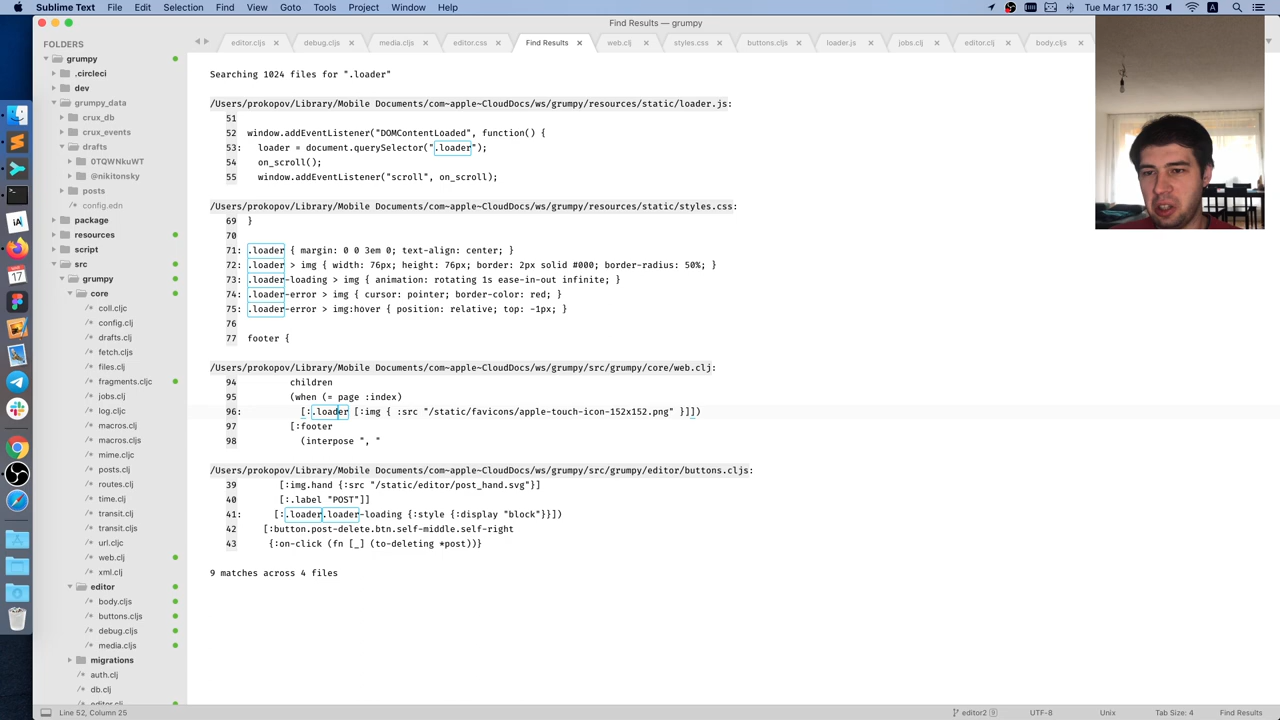 Sublime Text File Edit Selection Find View Goto Tools Project Window Help
Tue Mar 17 15:30
Find Results — grumpy
editor.cljs debug.cljs media.cljs editor.css Find Results web.clj styles.css buttons.cljs loader.js jobs.clj editor.clj body.cljs
FOLDERS
grumpy
.circleci
dev
grumpy_data
crux_db
crux_events
drafts
0TQWNkuWT
@nikitonsky
posts
config.edn
package
resources
script
src
grumpy
core
coll.cljc
config.clj
drafts.clj
fetch.cljs
files.clj
fragments.cljc
jobs.clj
log.cljc
macros.clj
macros.cljs
mime.cljc
posts.clj
routes.clj
time.clj
transit.clj
transit.cljs
url.cljc
web.clj
xml.clj
editor
body.cljs
buttons.cljs
debug.cljs
media.cljs
migrations
auth.clj
db.clj
editor.clj
Searching 1024 files for ".loader"
/Users/prokopov/Library/Mobile Documents/com~apple~CloudDocs/ws/grumpy/resources/static/loader.js:
51
52 window.addEventListener("DOMContentLoaded", function() {
53: loader = document.querySelector(".loader");
54 on_scroll();
55 window.addEventListener("scroll", on_scroll);
/Users/prokopov/Library/Mobile Documents/com~apple~CloudDocs/ws/grumpy/resources/static/styles.css:
69 }
70
71: .loader { margin: 0 0 3em 0; text-align: center; }
72: .loader > img { width: 76px; height: 76px; border: 2px solid #000; border-radius: 50%; }
73: .loader-loading > img { animation: rotating 1s ease-in-out infinite; }
74: .loader-error > img { cursor: pointer; border-color: red; }
75: .loader-error > img:hover { position: relative; top: -1px; }
76
77 footer {
/Users/prokopov/Library/Mobile Documents/com~apple~CloudDocs/ws/grumpy/src/grumpy/core/web.clj:
94 children
95 (when (= page :index)
96: [:.loader [:img { :src "/static/favicons/apple-touch-icon-152x152.png" }]])
97 [:footer
98 (interpose ", "
/Users/prokopov/Library/Mobile Documents/com~apple~CloudDocs/ws/grumpy/src/grumpy/editor/buttons.cljs:
39 [:img.hand {:src "/static/editor/post_hand.svg"}]
40 [:.label "POST"]]
41: [:.loader.loader-loading {:style {:display "block"}}])
42 [:button.post-delete.btn.self-middle.self-right
43 {:on-click (fn [_] (to-deleting *post))}
9 matches across 4 files
Line 52, Column 25
editor2 9 UTF-8 Unix Tab Size: 4 Find Results